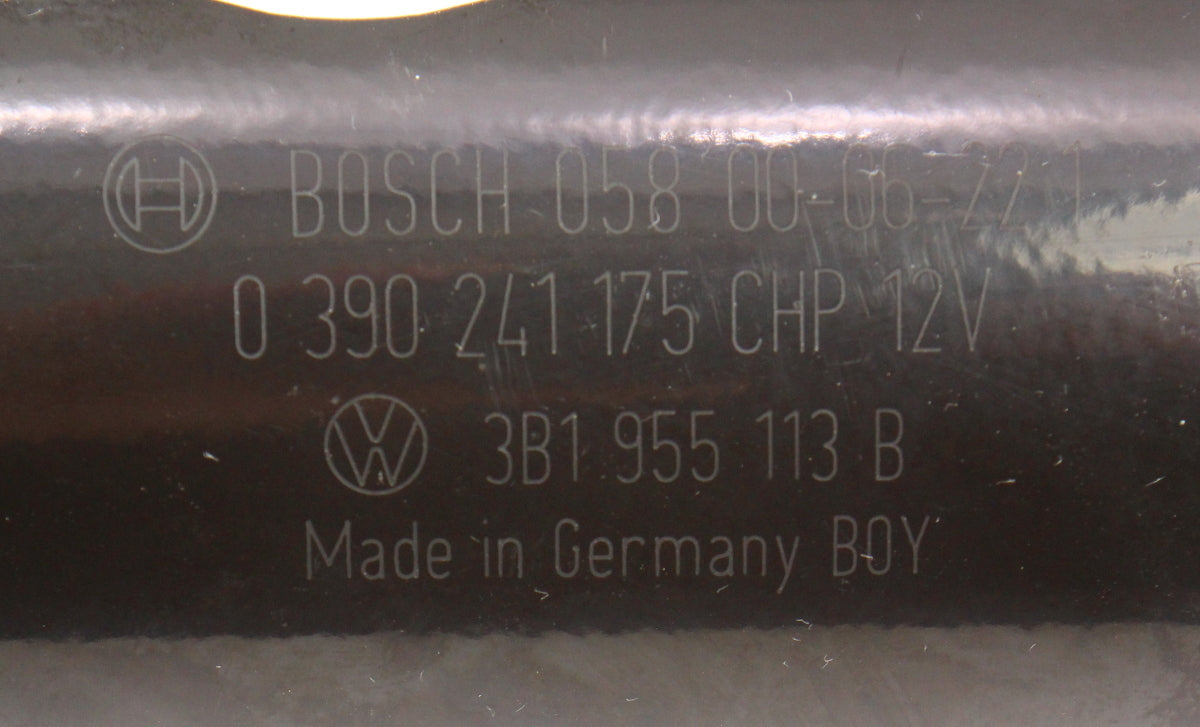 BOSCH 058 00-06-22 1
0 390 241 175 CHP 12V
3B1 955 113 B
Made in Germany BOY